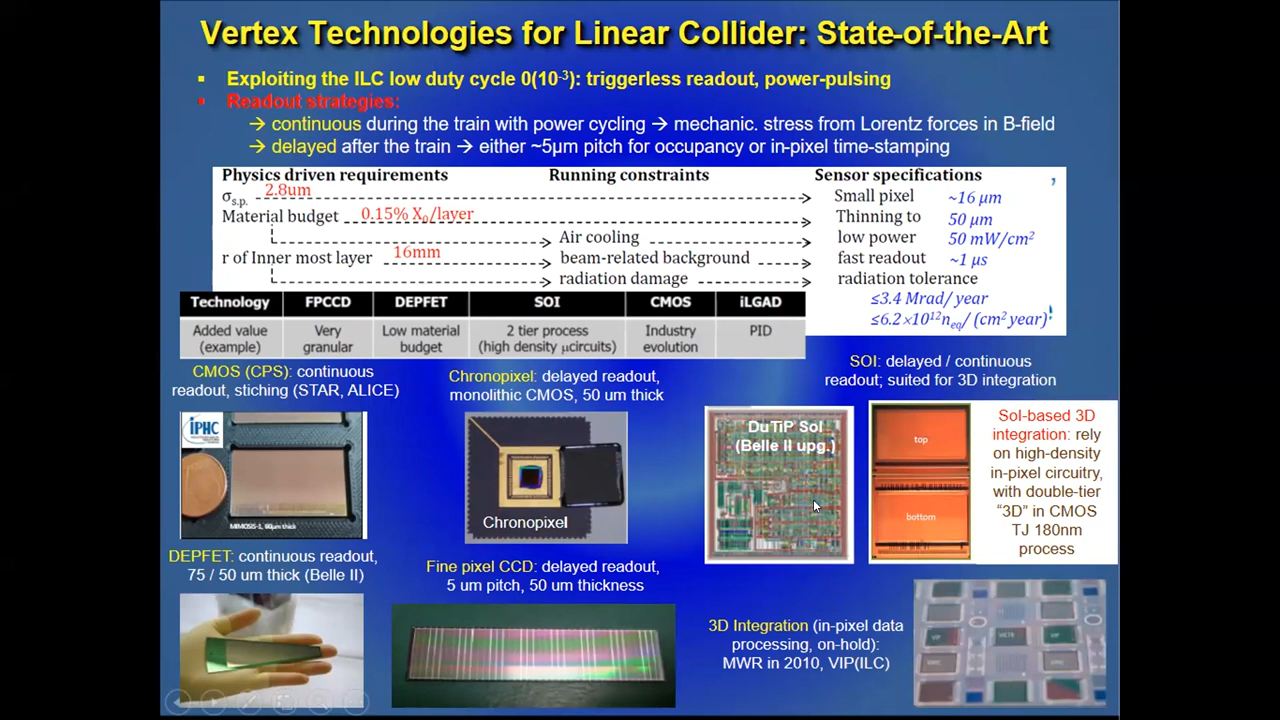 Vertex Technologies for Linear Collider: State-of-the-Art
▪ Exploiting the ILC low duty cycle 0(10-3): triggerless readout, power-pulsing
▪ Readout strategies:
→ continuous during the train with power cycling → mechanic. stress from Lorentz forces in B-field
→ delayed after the train → either ~5μm pitch for occupancy or in-pixel time-stamping
Physics driven requirements Running constraints Sensor specifications
σs.p. 2.8um Small pixel ~16 μm
Material budget 0.15% X0/layer Thinning to 50 μm
Air cooling low power 50 mW/cm2
r of Inner most layer 16mm beam-related background fast readout ~1 μs
radiation damage radiation tolerance
≤3.4 Mrad/ year
≤6.2×1012neq/ (cm2 year)
Technology FPCCD DEPFET SOI CMOS iLGAD
Added value Very Low material 2 tier process Industry PID
(example) granular budget (high density μcircuits) evolution
CMOS (CPS): continuous
readout, stiching (STAR, ALICE)
Chronopixel: delayed readout,
monolithic CMOS, 50 um thick
SOI: delayed / continuous
readout; suited for 3D integration
iPHC
MIMOSIS-1, 60μm thick
Chronopixel
DuTiP SoI
(Belle II upg.)
top
bottom
SoI-based 3D
integration: rely
on high-density
in-pixel circuitry,
with double-tier
“3D” in CMOS
TJ 180nm
process
DEPFET: continuous readout,
75 / 50 um thick (Belle II)
Fine pixel CCD: delayed readout,
5 um pitch, 50 um thickness
3D Integration (in-pixel data
processing, on-hold):
MWR in 2010, VIP(ILC)
VIP
VICTR